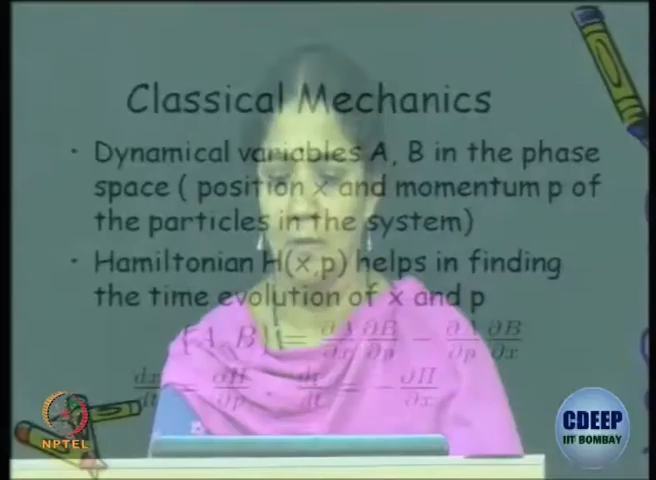 Classical Mechanics
• Dynamical variables A, B in the phase
space ( position x and momentum p of
the particles in the system)
• Hamiltonian H(x,p) helps in finding
the time evolution of x and p
{A, B} = ∂A/∂x ∂B/∂p − ∂A/∂p ∂B/∂x
= ∂H/∂p , = − ∂H/∂x
NPTEL
CDEEP
IIT BOMBAY